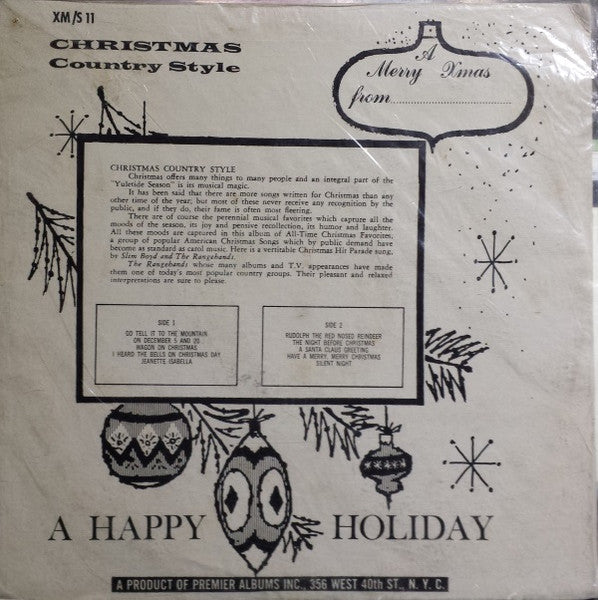 XM/S 11
CHRISTMAS
Country Style
A
Merry Xmas
from
CHRISTMAS COUNTRY STYLE
Christmas offers many things to many people and an integral part of the
"Yuletide Season" is its musical magic.
It has been said that there are more songs written for Christmas than any
other time of the year; but most of these never receive any recognition by the
public, and if they do, their fame is often most fleeting.
There are of course the perennial musical favorites which capture all the
moods of the season, its joy and pensive recollection, its humor and laughter.
All these moods are captured in this album of All-Time Christmas Favorites;
a group of popular American Christmas Songs which by public demand have
become as standard as carol music. Here is a vertitable Christmas Hit Parade sung,
by Slim Boyd and The Rangehands.
The Rangehands whose many albums and T.V. appearances have made
them one of today's most popular country groups. Their pleasant and relaxed
interpretations are sure to please.
SIDE 1
GO TELL IT TO THE MOUNTAIN
ON DECEMBER 5 AND 20
WAGON ON CHRISTMAS
I HEARD THE BELLS ON CHRISTMAS DAY
JEANETTE ISABELLA
SIDE 2
RUDOLPH THE RED NOSED REINDEER
THE NIGHT BEFORE CHRISTMAS
A SANTA CLAUS GREETING
HAVE A MERRY, MERRY CHRISTMAS
SILENT NIGHT
A HAPPY HOLIDAY
A PRODUCT OF PREMIER ALBUMS INC., 356 WEST 40th ST., N. Y. C.